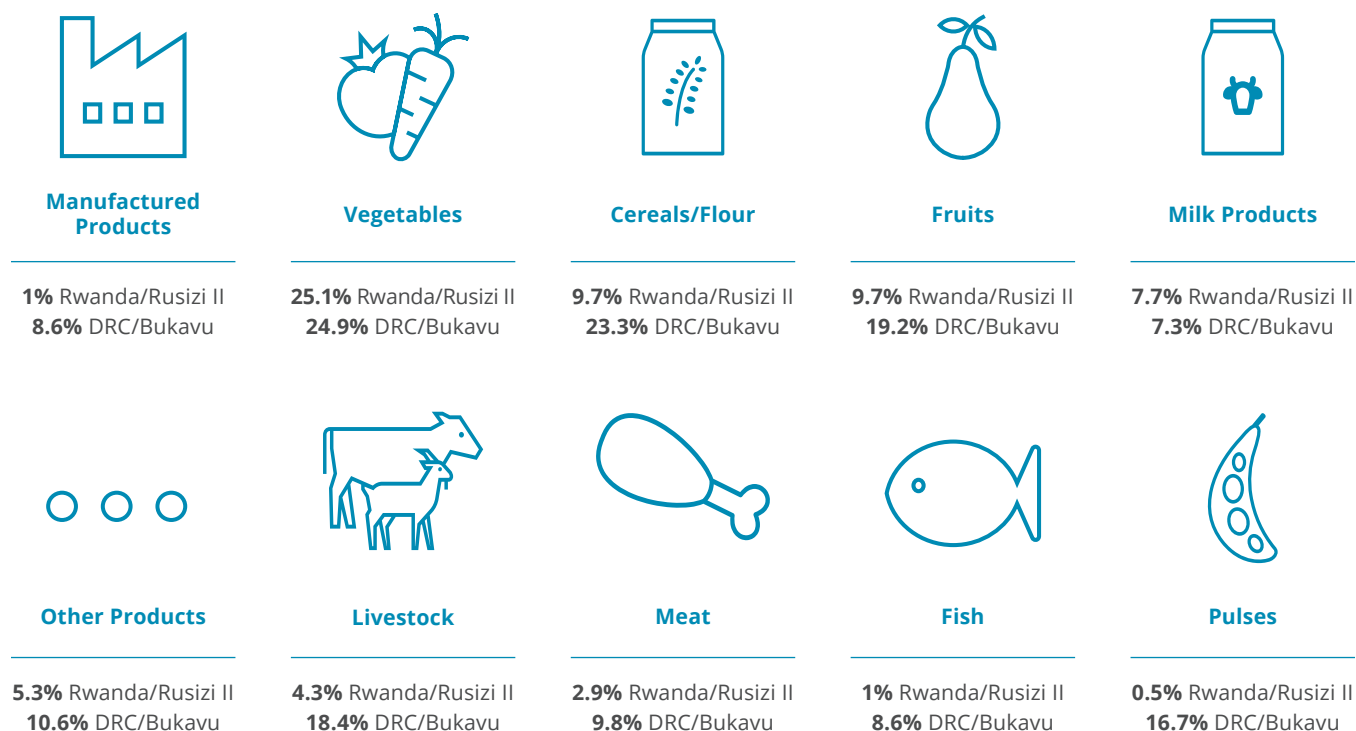 Manufactured
Products
1% Rwanda/Rusizi II
8.6% DRC/Bukavu
Vegetables
25.1% Rwanda/Rusizi II
24.9% DRC/Bukavu
Cereals/Flour
9.7% Rwanda/Rusizi II
23.3% DRC/Bukavu
Fruits
9.7% Rwanda/Rusizi II
19.2% DRC/Bukavu
Milk Products
7.7% Rwanda/Rusizi II
7.3% DRC/Bukavu
Other Products
5.3% Rwanda/Rusizi II
10.6% DRC/Bukavu
Livestock
4.3% Rwanda/Rusizi II
18.4% DRC/Bukavu
Meat
2.9% Rwanda/Rusizi II
9.8% DRC/Bukavu
Fish
1% Rwanda/Rusizi II
8.6% DRC/Bukavu
Pulses
0.5% Rwanda/Rusizi II
16.7% DRC/Bukavu